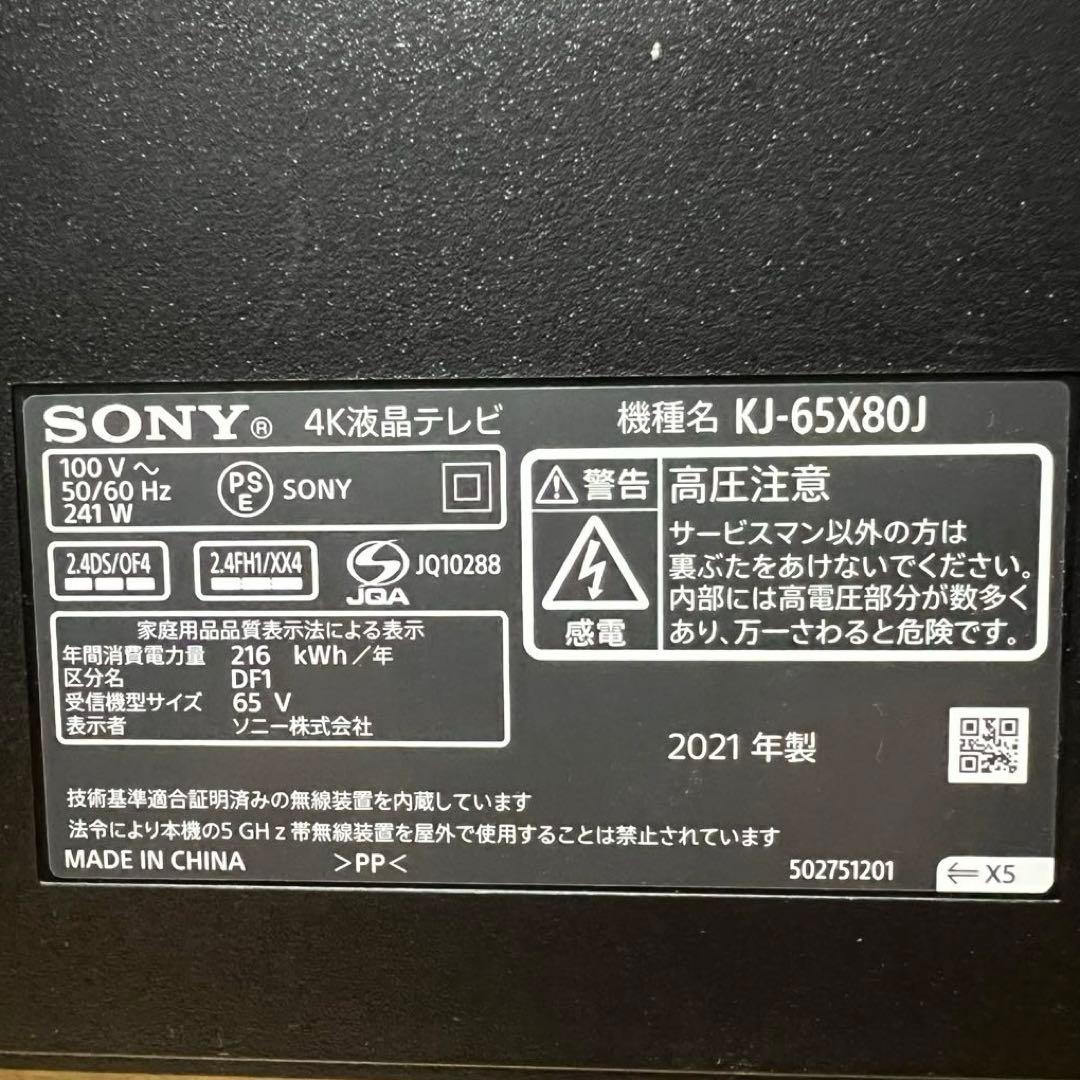 SONY® 4K液晶テレビ
機種名 KJ-65X80J
100 V ～
50/60 Hz
241 W
PSE SONY
2.4DS/OF4
2.4FH1/XX4
JQA JQ10288
家庭用品品質表示法による表示
年間消費電力量 216 kWh／年
区分名 DF1
受信機型サイズ 65 V
表示者 ソニー株式会社
警告
感電
高圧注意
サービスマン以外の方は
裏ぶたをあけないでください。
内部には高電圧部分が数多く
あり、万一さわると危険です。
2021 年製
技術基準適合証明済みの無線装置を内蔵しています
法令により本機の5 GHz帯無線装置を屋外で使用することは禁止されています
MADE IN CHINA >PP<
502751201
⇐ X5